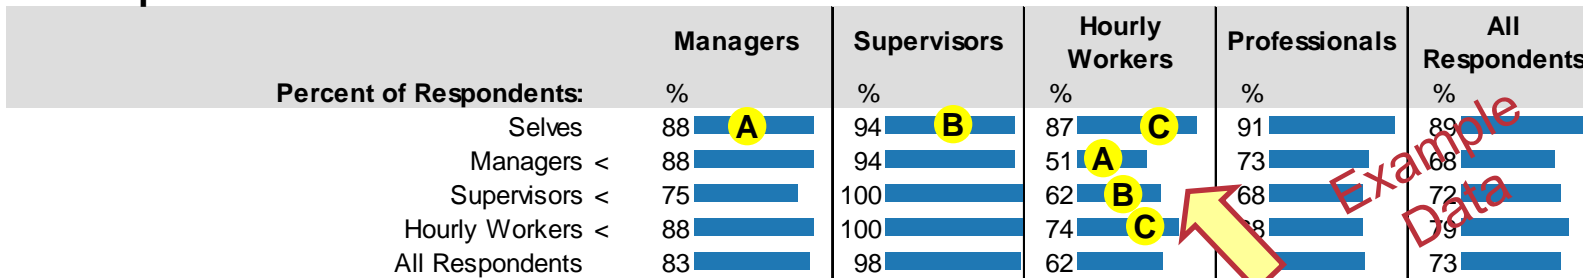 Managers Supervisors Hourly Workers Professionals All Respondents
Percent of Respondents: % % % % %
Selves 88 A 94 B 87 C 91 89
Managers < 88 94 51 A 73 68
Supervisors < 75 100 62 B 68 72
Hourly Workers < 88 100 74 C 79
All Respondents 83 98 62 73
Example
Data